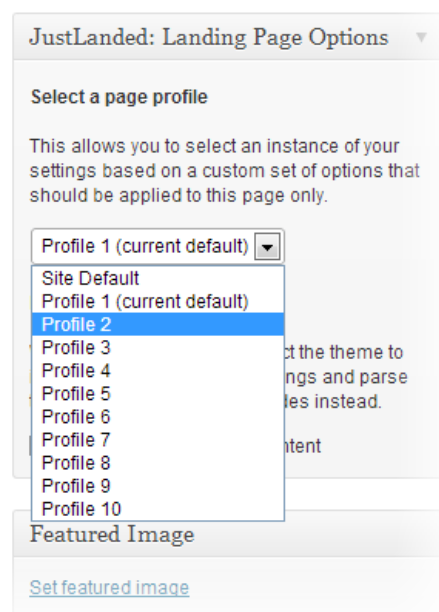 JustLanded: Landing Page Options
Select a page profile
This allows you to select an instance of your
settings based on a custom set of options that
should be applied to this page only.
Profile 1 (current default)
Site Default
Profile 1 (current default)
Profile 2
Profile 3
ct the theme to
Profile 4
ngs and parse
Profile 5
des instead.
Profile 6
Profile 7
ntent
Profile 8
Profile 9
Profile 10
Featured Image
Set featured image